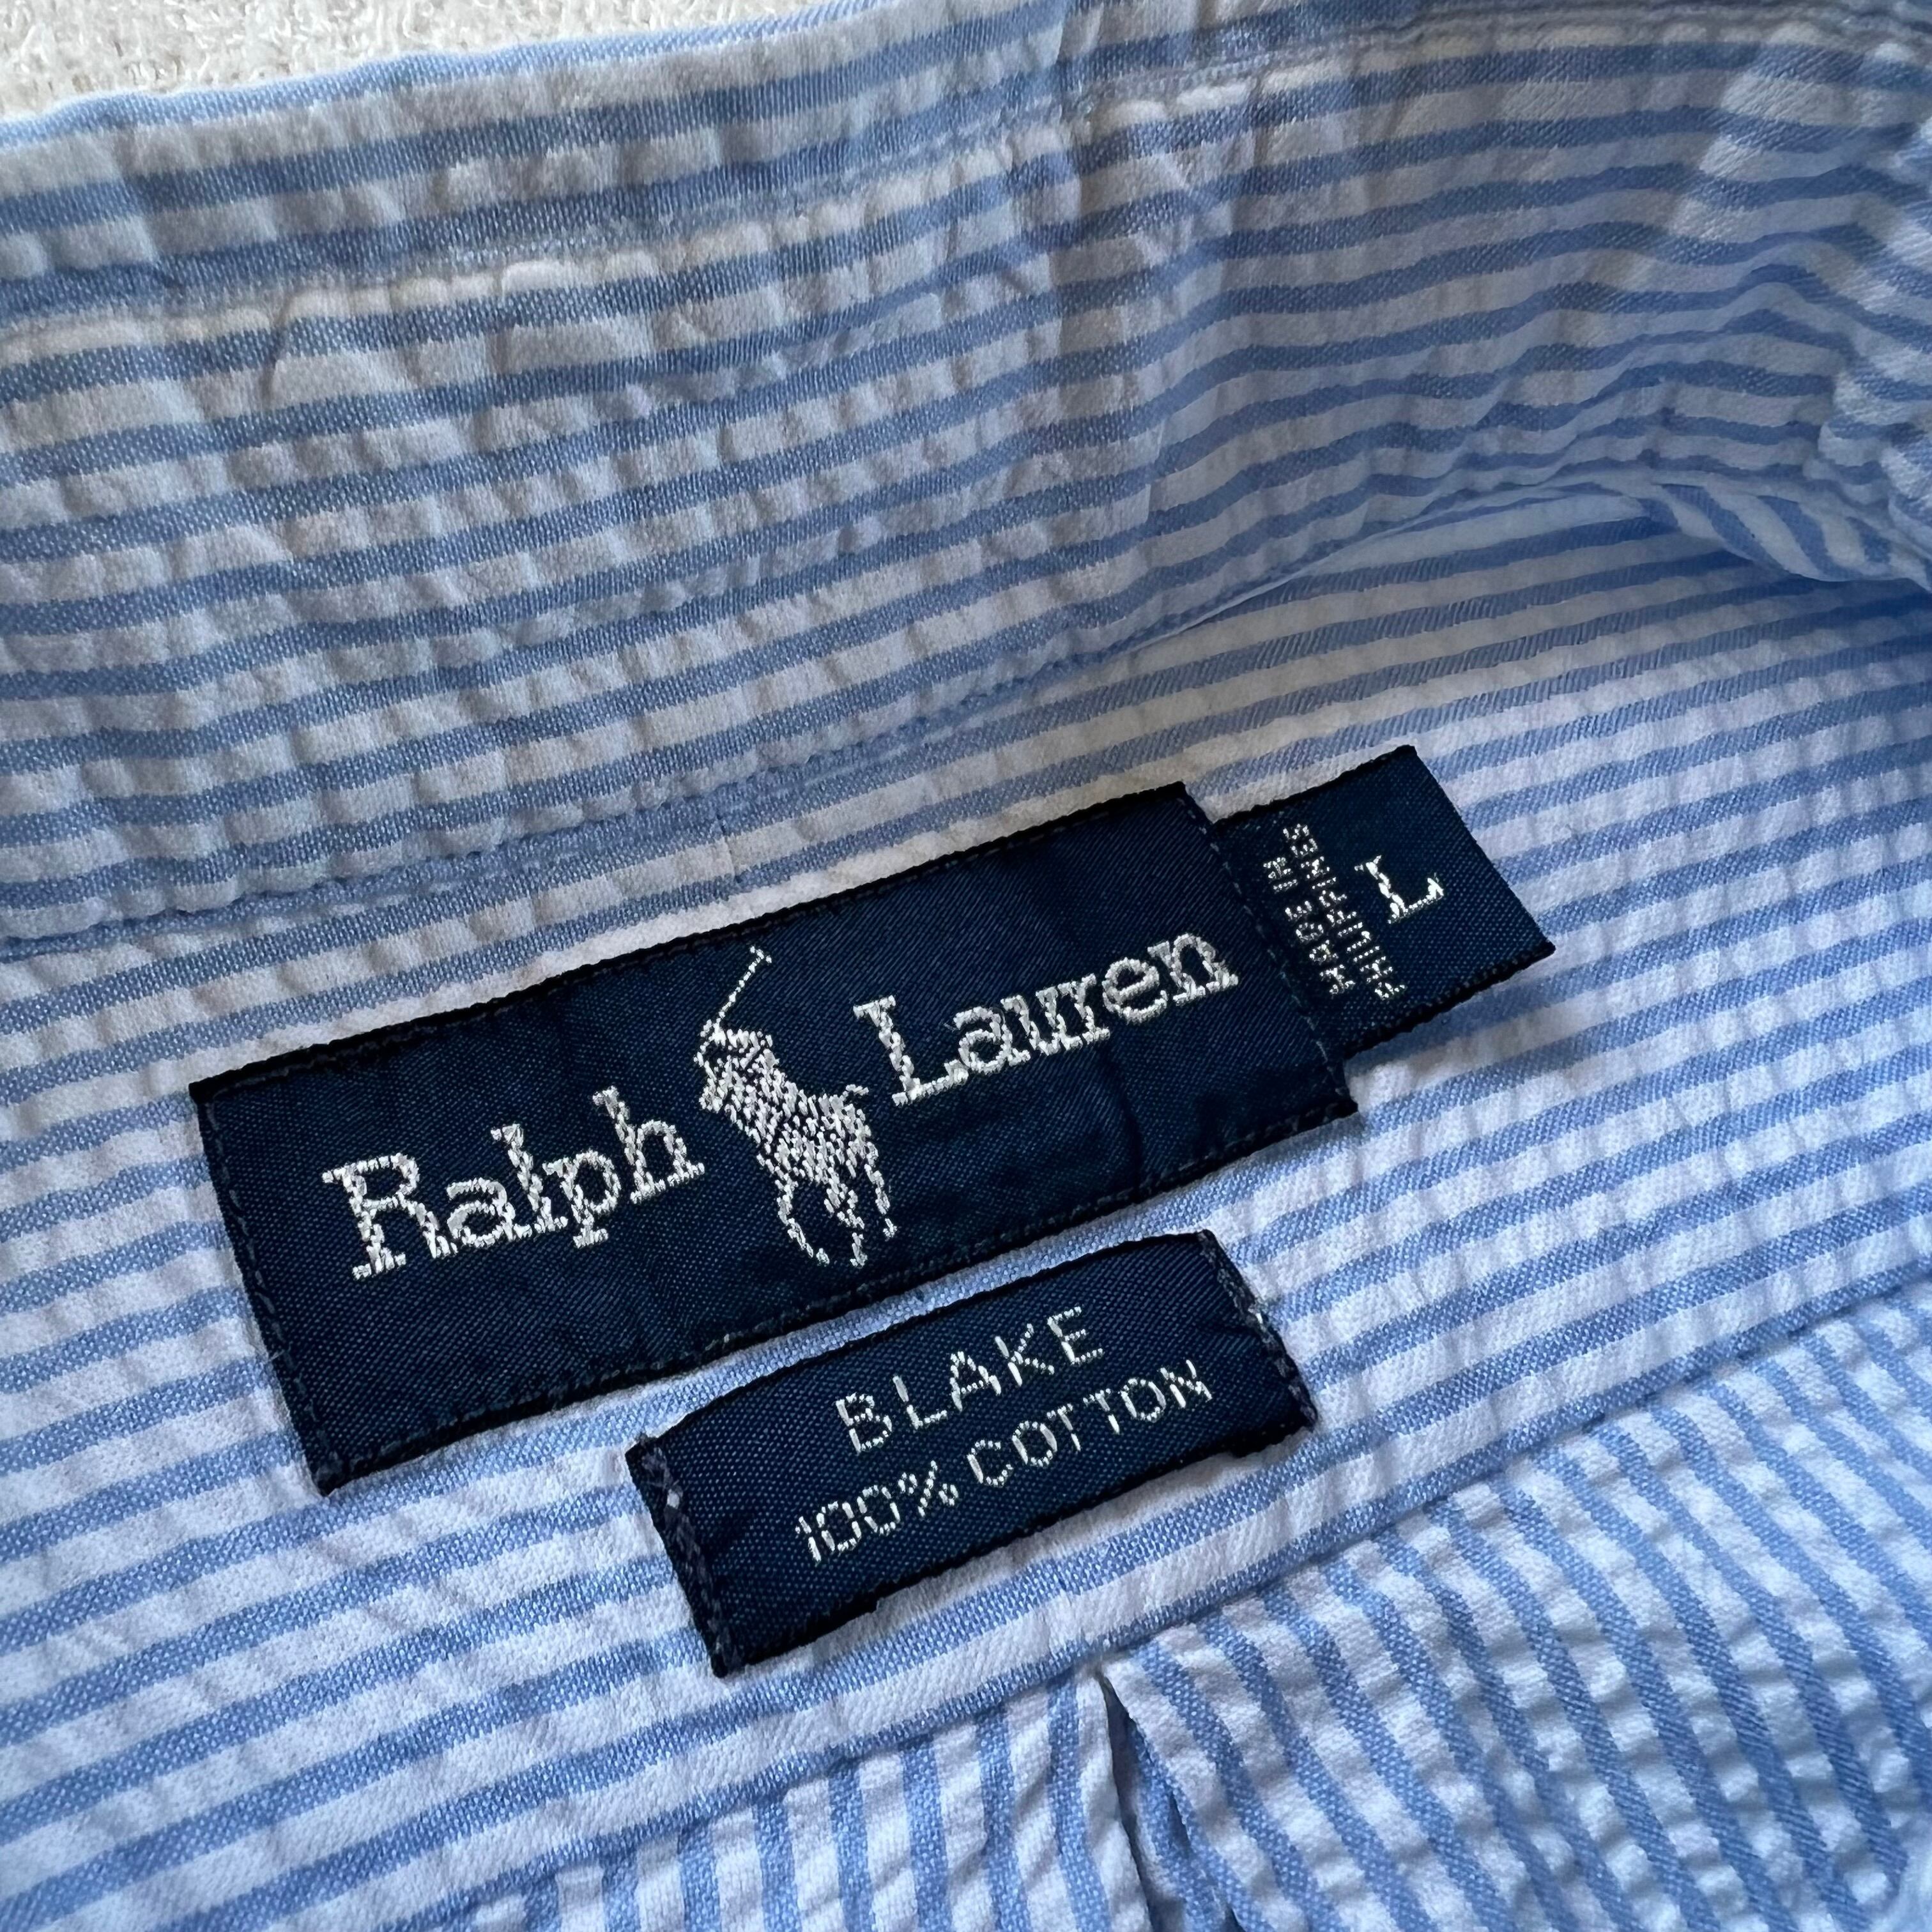 Ralph Lauren
MADE IN
PHILIPPINES
L
BLAKE
100% COTTON